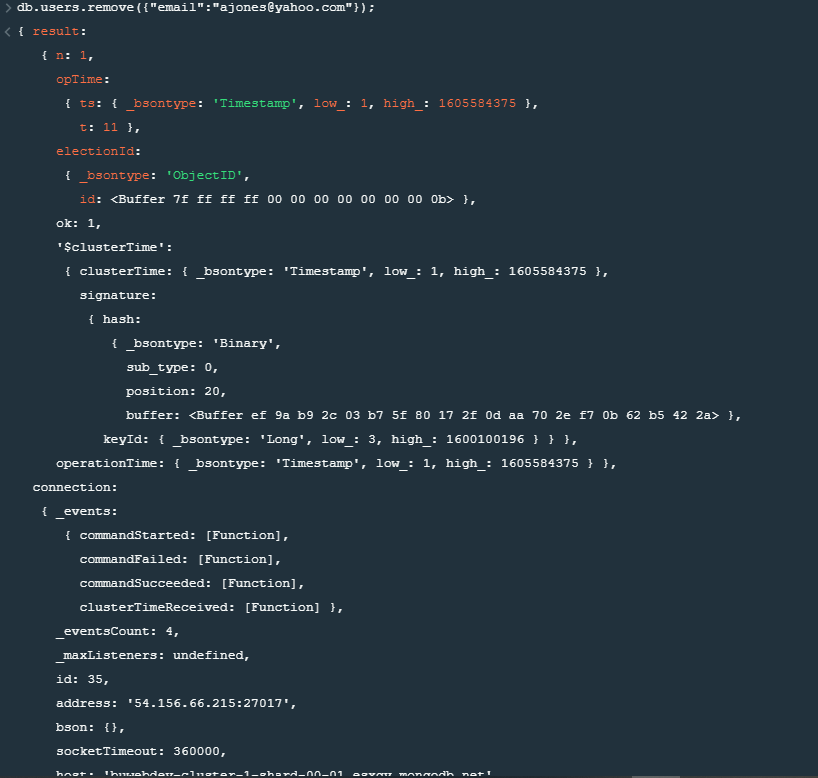 > db.users.remove({"email":"ajones@yahoo.com"});
< { result:
{ n: 1,
opTime:
{ ts: { _bsontype: 'Timestamp', low_: 1, high_: 1605584375 },
t: 11 },
electionId:
{ _bsontype: 'ObjectID',
id: <Buffer 7f ff ff ff 00 00 00 00 00 00 00 0b> },
ok: 1,
'$clusterTime':
{ clusterTime: { _bsontype: 'Timestamp', low_: 1, high_: 1605584375 },
signature:
{ hash:
{ _bsontype: 'Binary',
sub_type: 0,
position: 20,
buffer: <Buffer ef 9a b9 2c 03 b7 5f 80 17 2f 0d aa 70 2e f7 0b 62 b5 42 2a> },
keyId: { _bsontype: 'Long', low_: 3, high_: 1600100196 } } },
operationTime: { _bsontype: 'Timestamp', low_: 1, high_: 1605584375 } },
connection:
{ _events:
{ commandStarted: [Function],
commandFailed: [Function],
commandSucceeded: [Function],
clusterTimeReceived: [Function] },
_eventsCount: 4,
_maxListeners: undefined,
id: 35,
address: '54.156.66.215:27017',
bson: {},
socketTimeout: 360000,